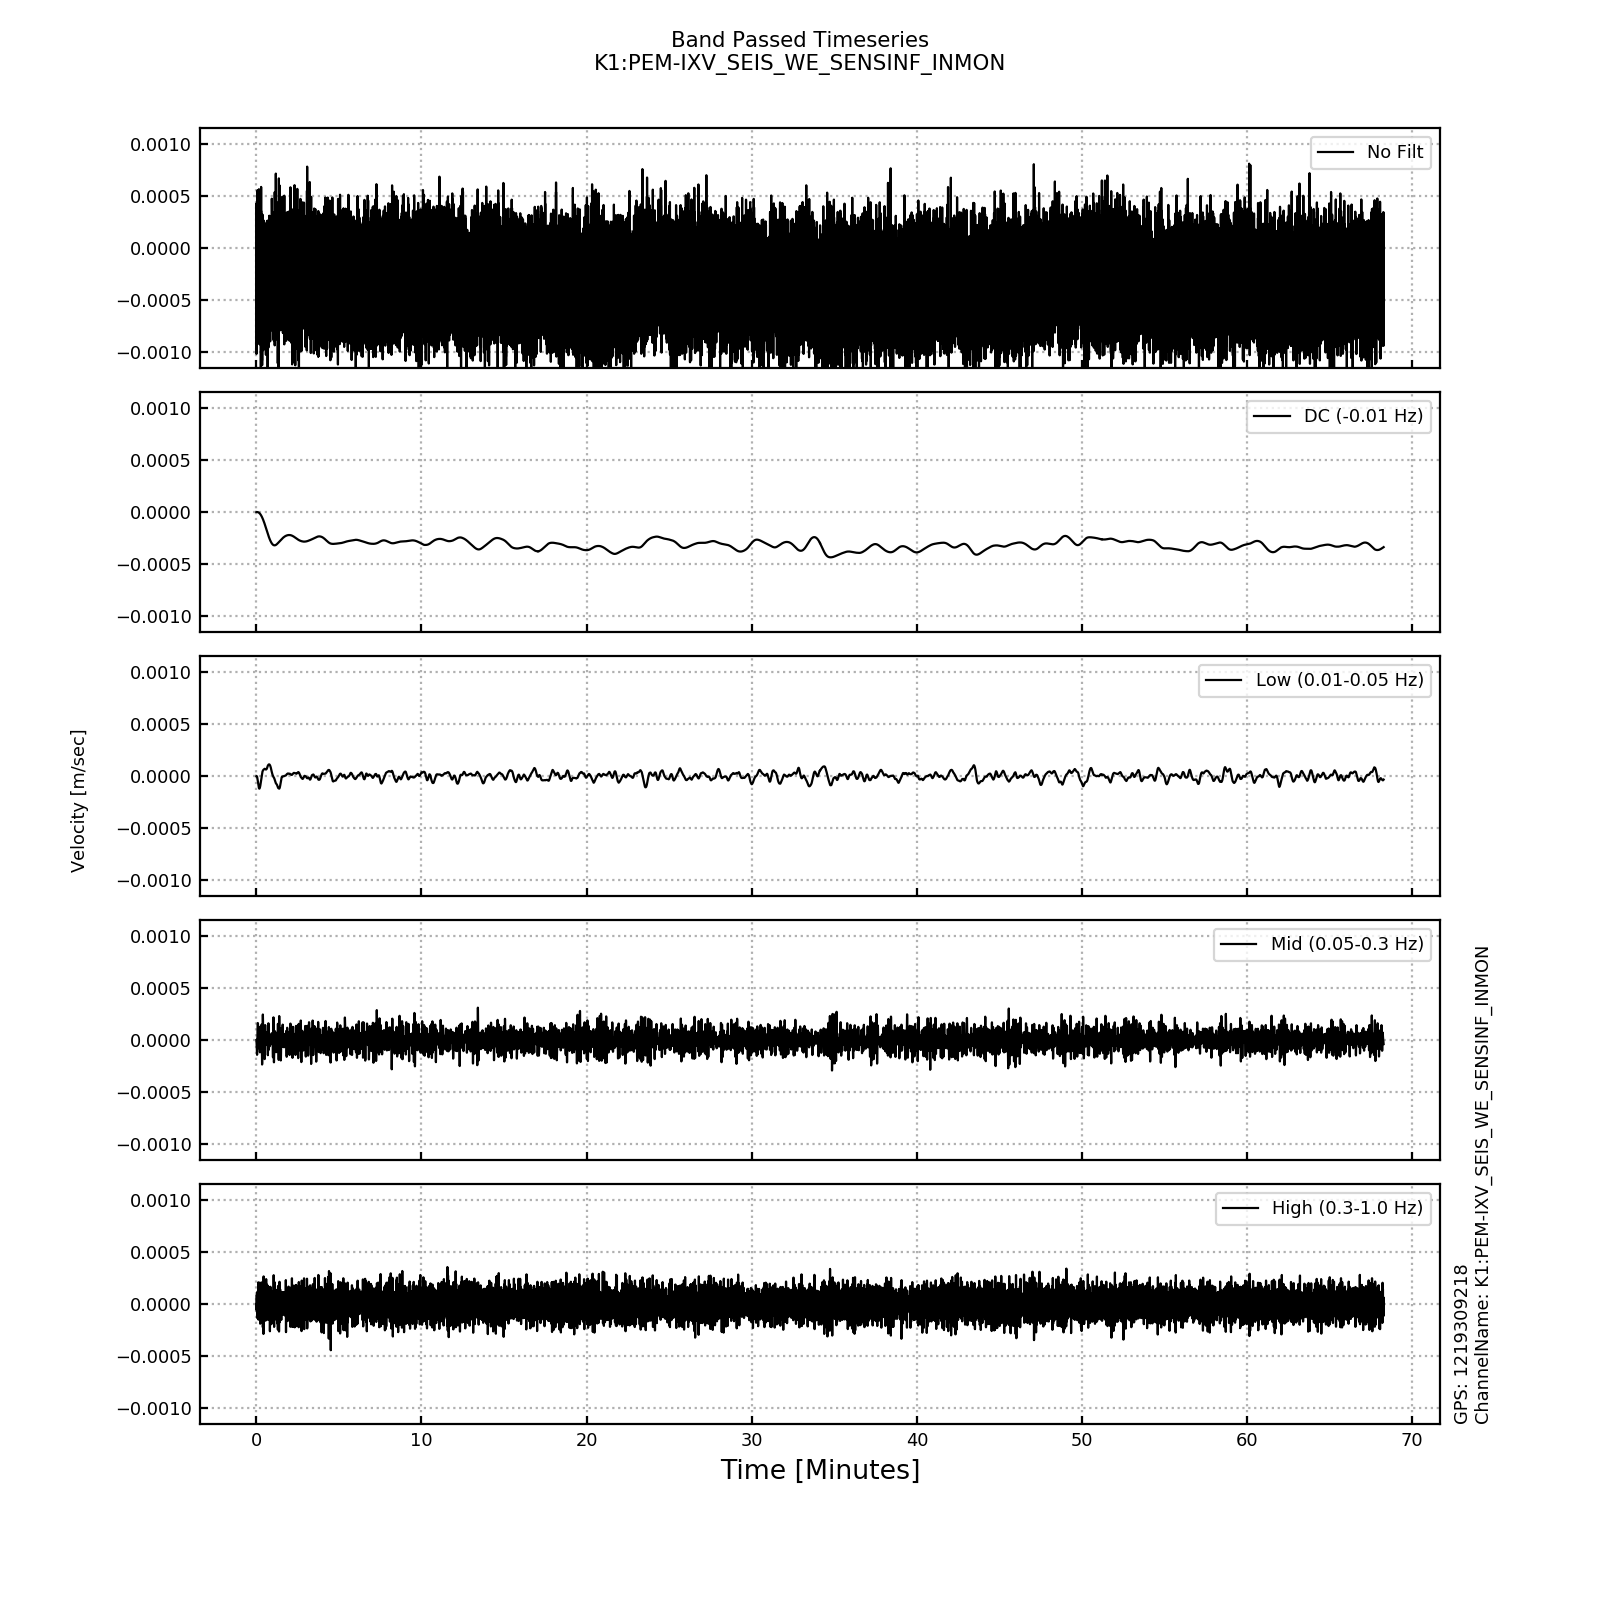 Band Passed Timeseries
K1:PEM-IXV_SEIS_WE_SENSINF_INMON
0.0010
0.0005
0.0000
−0.0005
−0.0010
No Filt
0.0010
0.0005
0.0000
−0.0005
−0.0010
DC (-0.01 Hz)
Velocity [m/sec]
0.0010
0.0005
0.0000
−0.0005
−0.0010
Low (0.01-0.05 Hz)
0.0010
0.0005
0.0000
−0.0005
−0.0010
Mid (0.05-0.3 Hz)
0.0010
0.0005
0.0000
−0.0005
−0.0010
High (0.3-1.0 Hz)
0 10 20 30 40 50 60 70
Time [Minutes]
GPS: 1219309218
ChannelName: K1:PEM-IXV_SEIS_WE_SENSINF_INMON